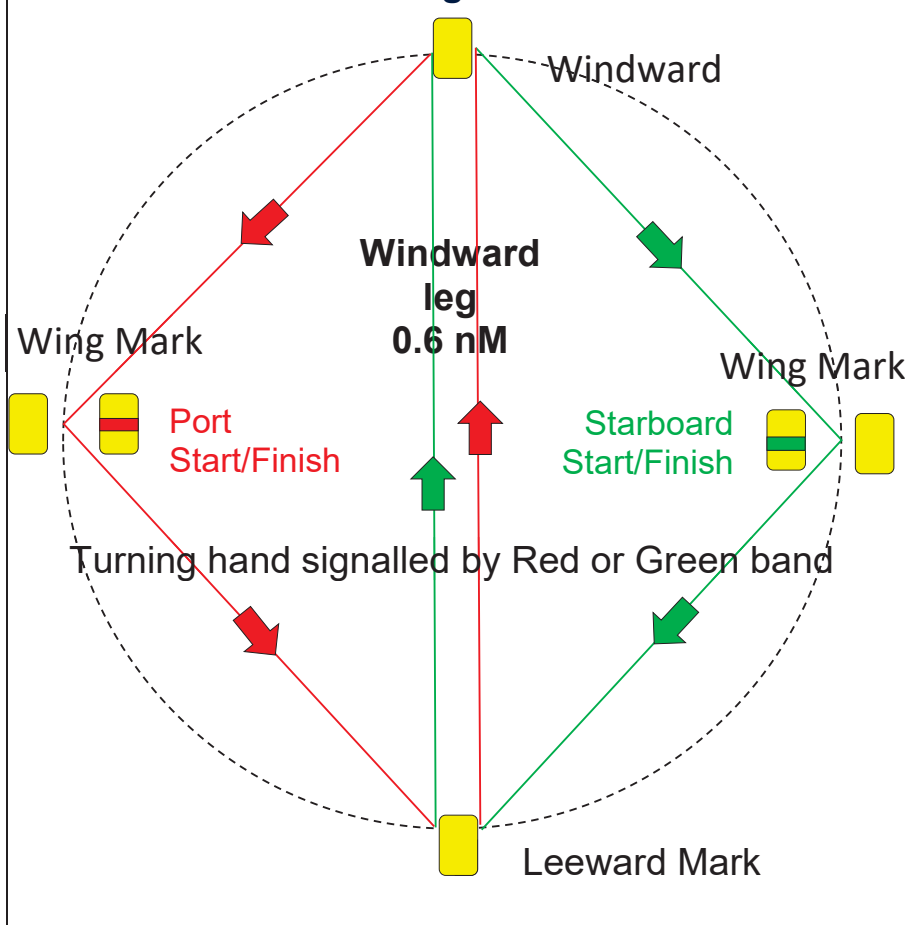 Windward
Windward
leg
0.6 nM
Wing Mark
Wing Mark
Port
Start/Finish
Starboard
Start/Finish
Turning hand signalled by Red or Green band
Leeward Mark